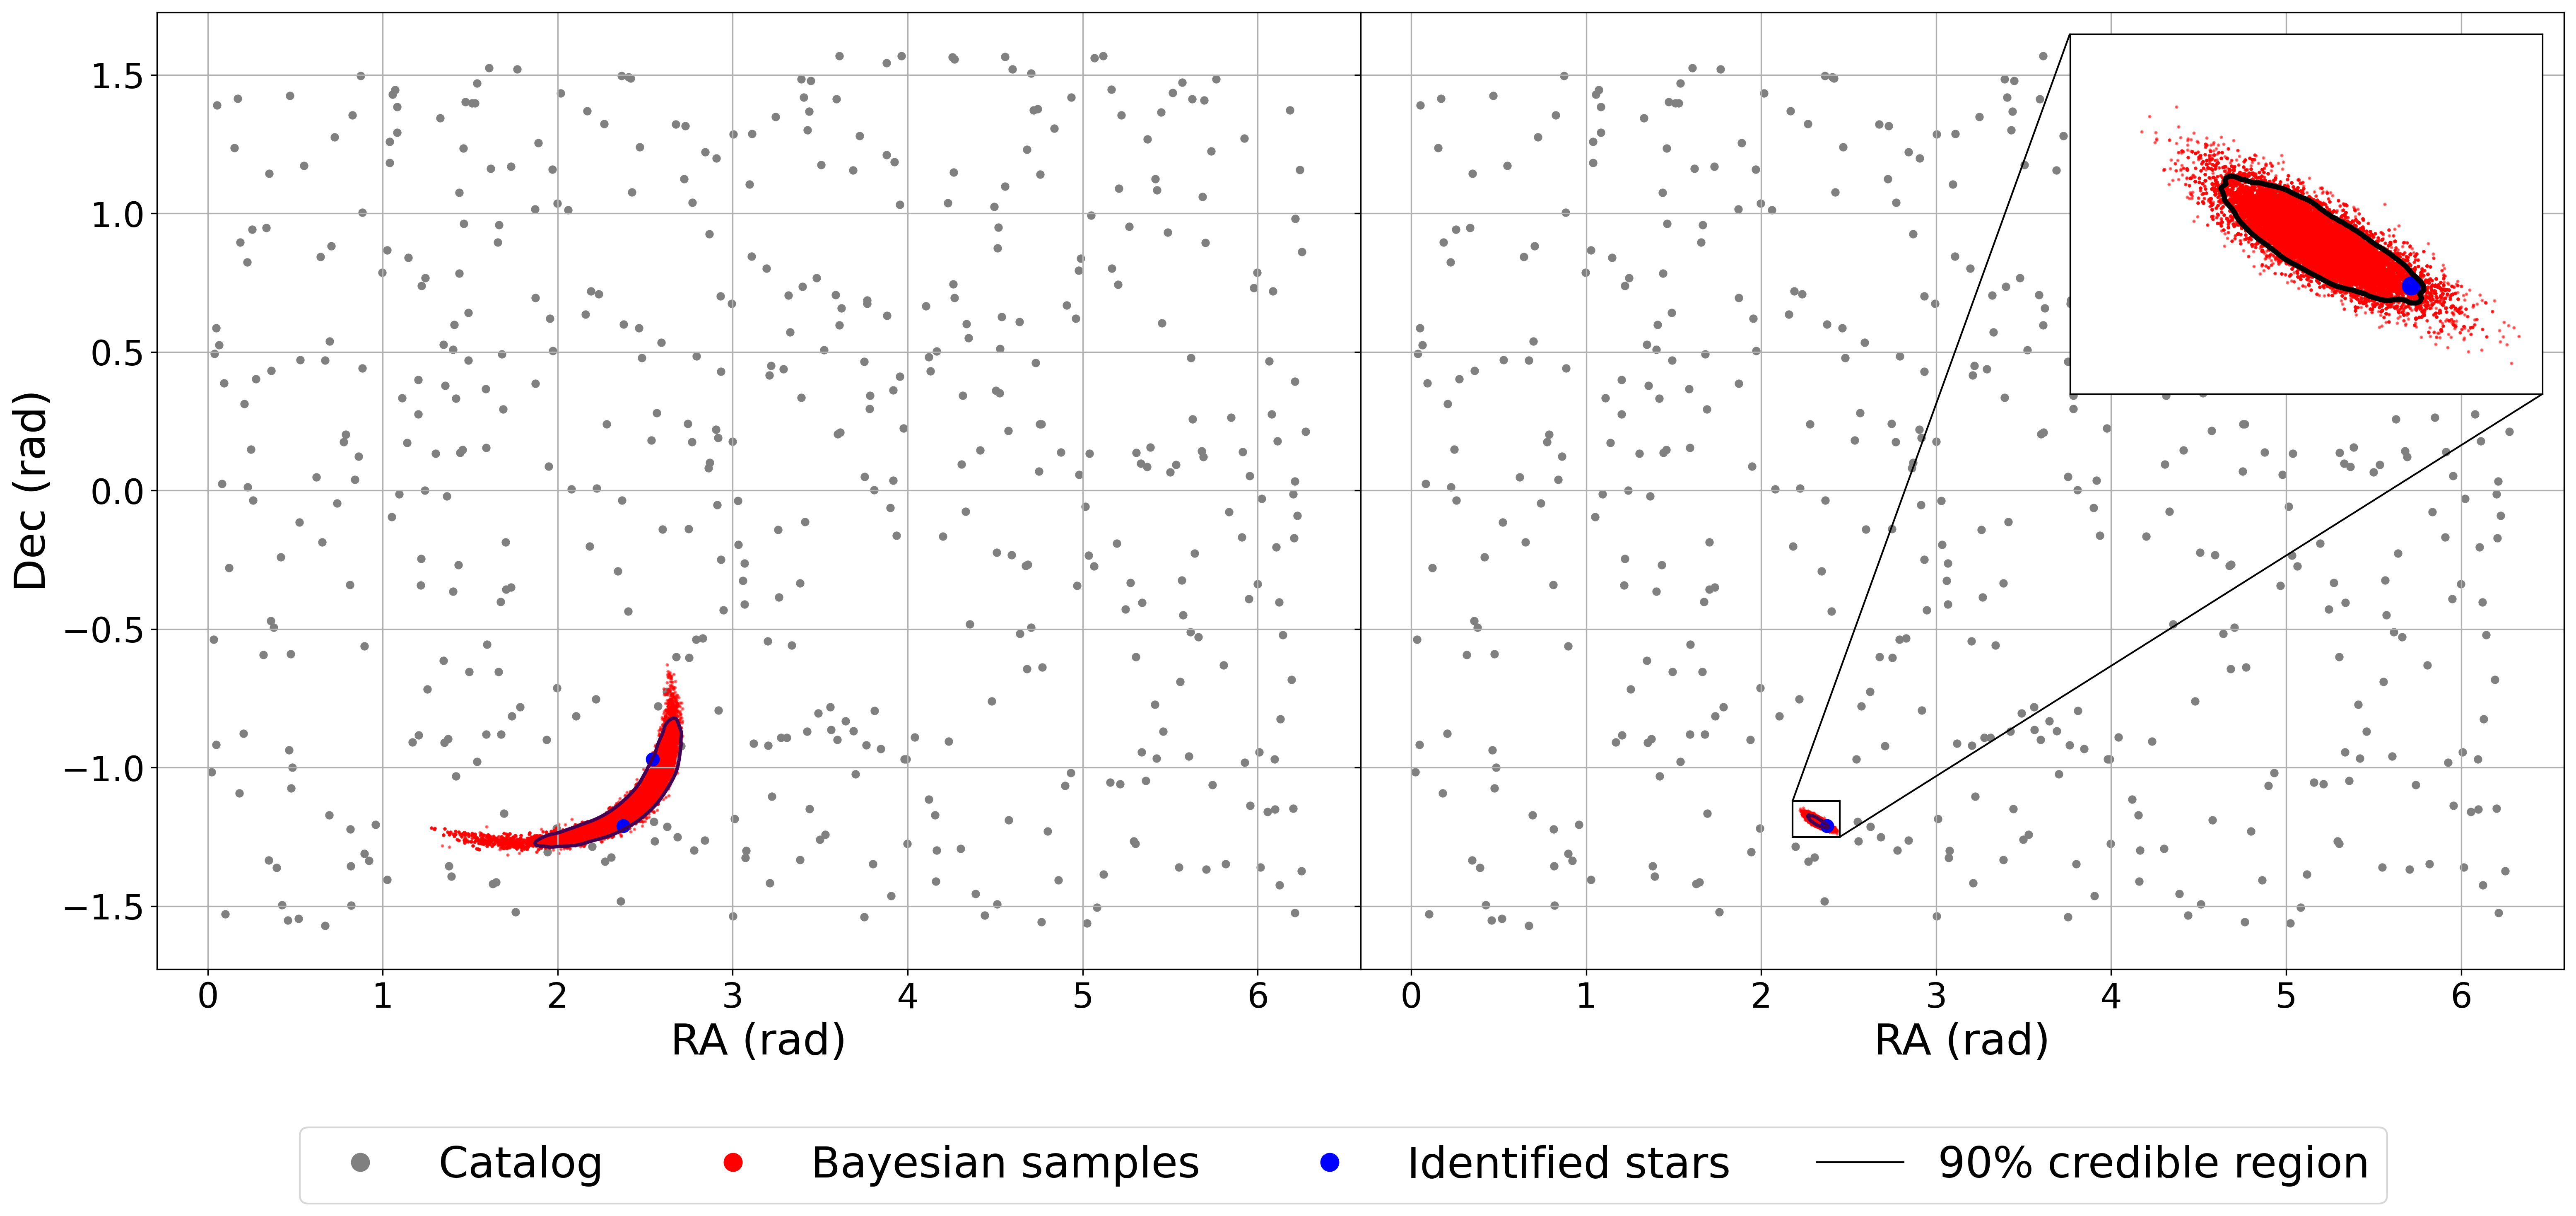 1.5
1.0
0.5
0.0
−0.5
−1.0
−1.5
Dec (rad)
0 1 2 3 4 5 6
0 1 2 3 4 5 6
RA (rad)
RA (rad)
Catalog
Bayesian samples
Identified stars
90% credible region